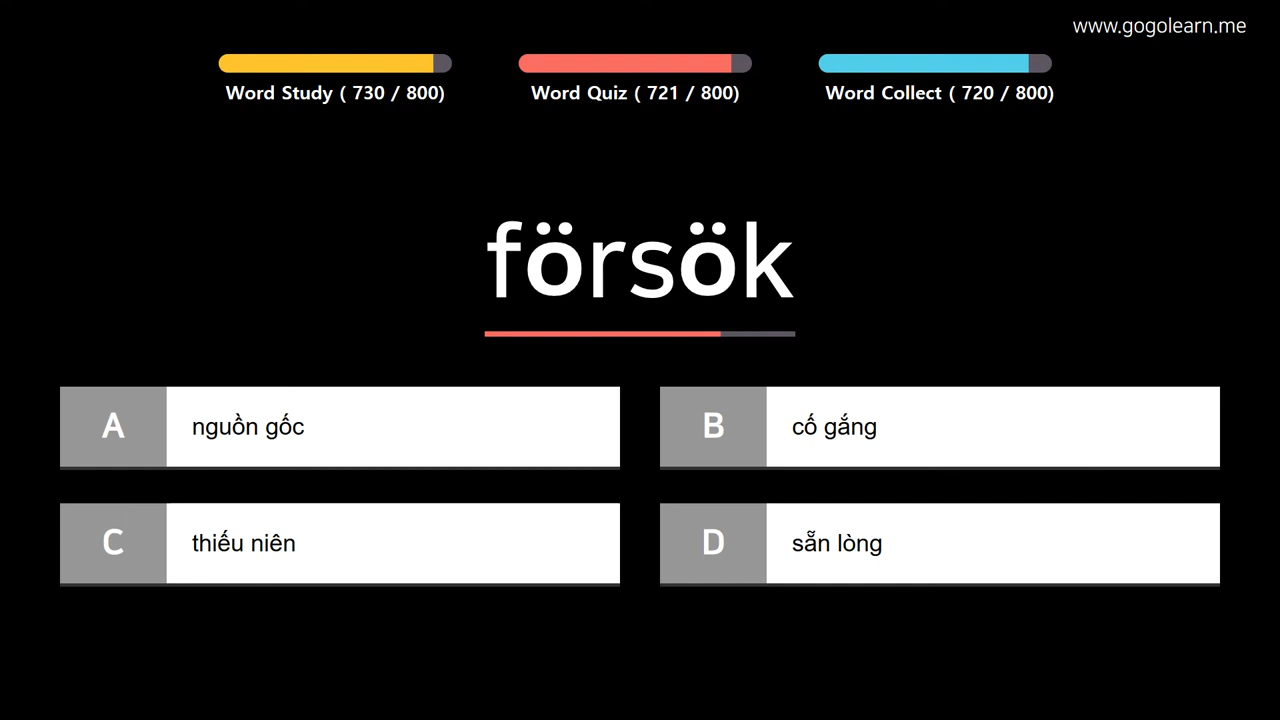 www.gogolearn.me
Word Study ( 730 / 800)
Word Quiz ( 721 / 800)
Word Collect ( 720 / 800)
försök
A nguồn gốc
B cố gắng
C thiếu niên
D sẵn lòng